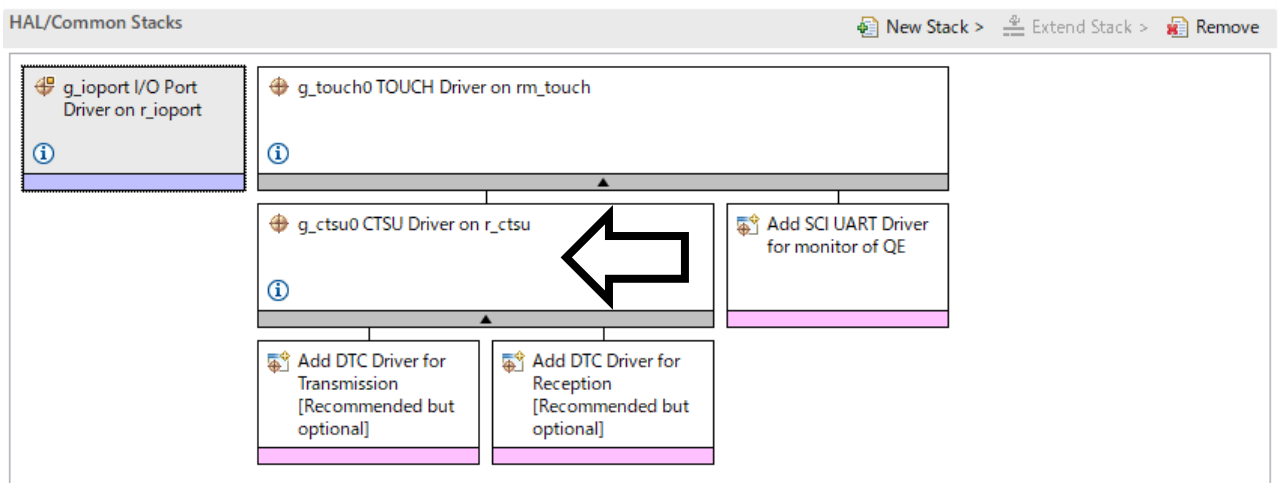 HAL/Common Stacks
New Stack > Extend Stack > Remove
g_ioport I/O Port
Driver on r_ioport
g_touch0 TOUCH Driver on rm_touch
g_ctsu0 CTSU Driver on r_ctsu
Add SCI UART Driver
for monitor of QE
Add DTC Driver for
Transmission
[Recommended but
optional]
Add DTC Driver for
Reception
[Recommended but
optional]